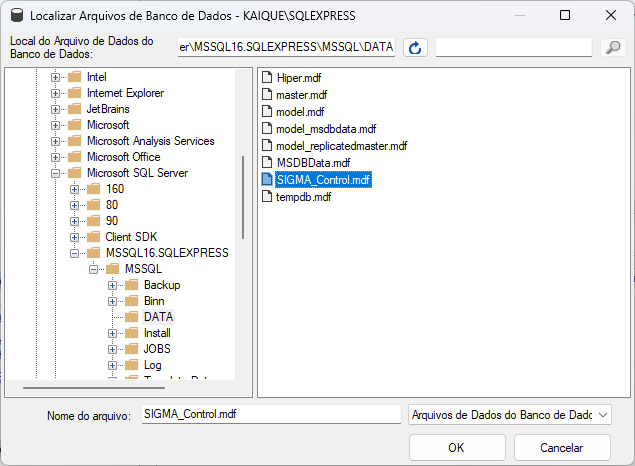 Localizar Arquivos de Banco de Dados - KAIQUE\SQLEXPRESS
Local do Arquivo de Dados do
Banco de Dados:
er\MSSQL16.SQLEXPRESS\MSSQL\DATA
Intel
Internet Explorer
JetBrains
Microsoft
Microsoft Analysis Services
Microsoft Office
Microsoft SQL Server
160
80
90
Client SDK
MSSQL16.SQLEXPRESS
MSSQL
Backup
Binn
DATA
Install
JOBS
Log
Hiper.mdf
master.mdf
model.mdf
model_msdbdata.mdf
model_replicatedmaster.mdf
MSDBData.mdf
SIGMA_Control.mdf
tempdb.mdf
Nome do arquivo:
SIGMA_Control.mdf
Arquivos de Dados do Banco de Dado
OK
Cancelar